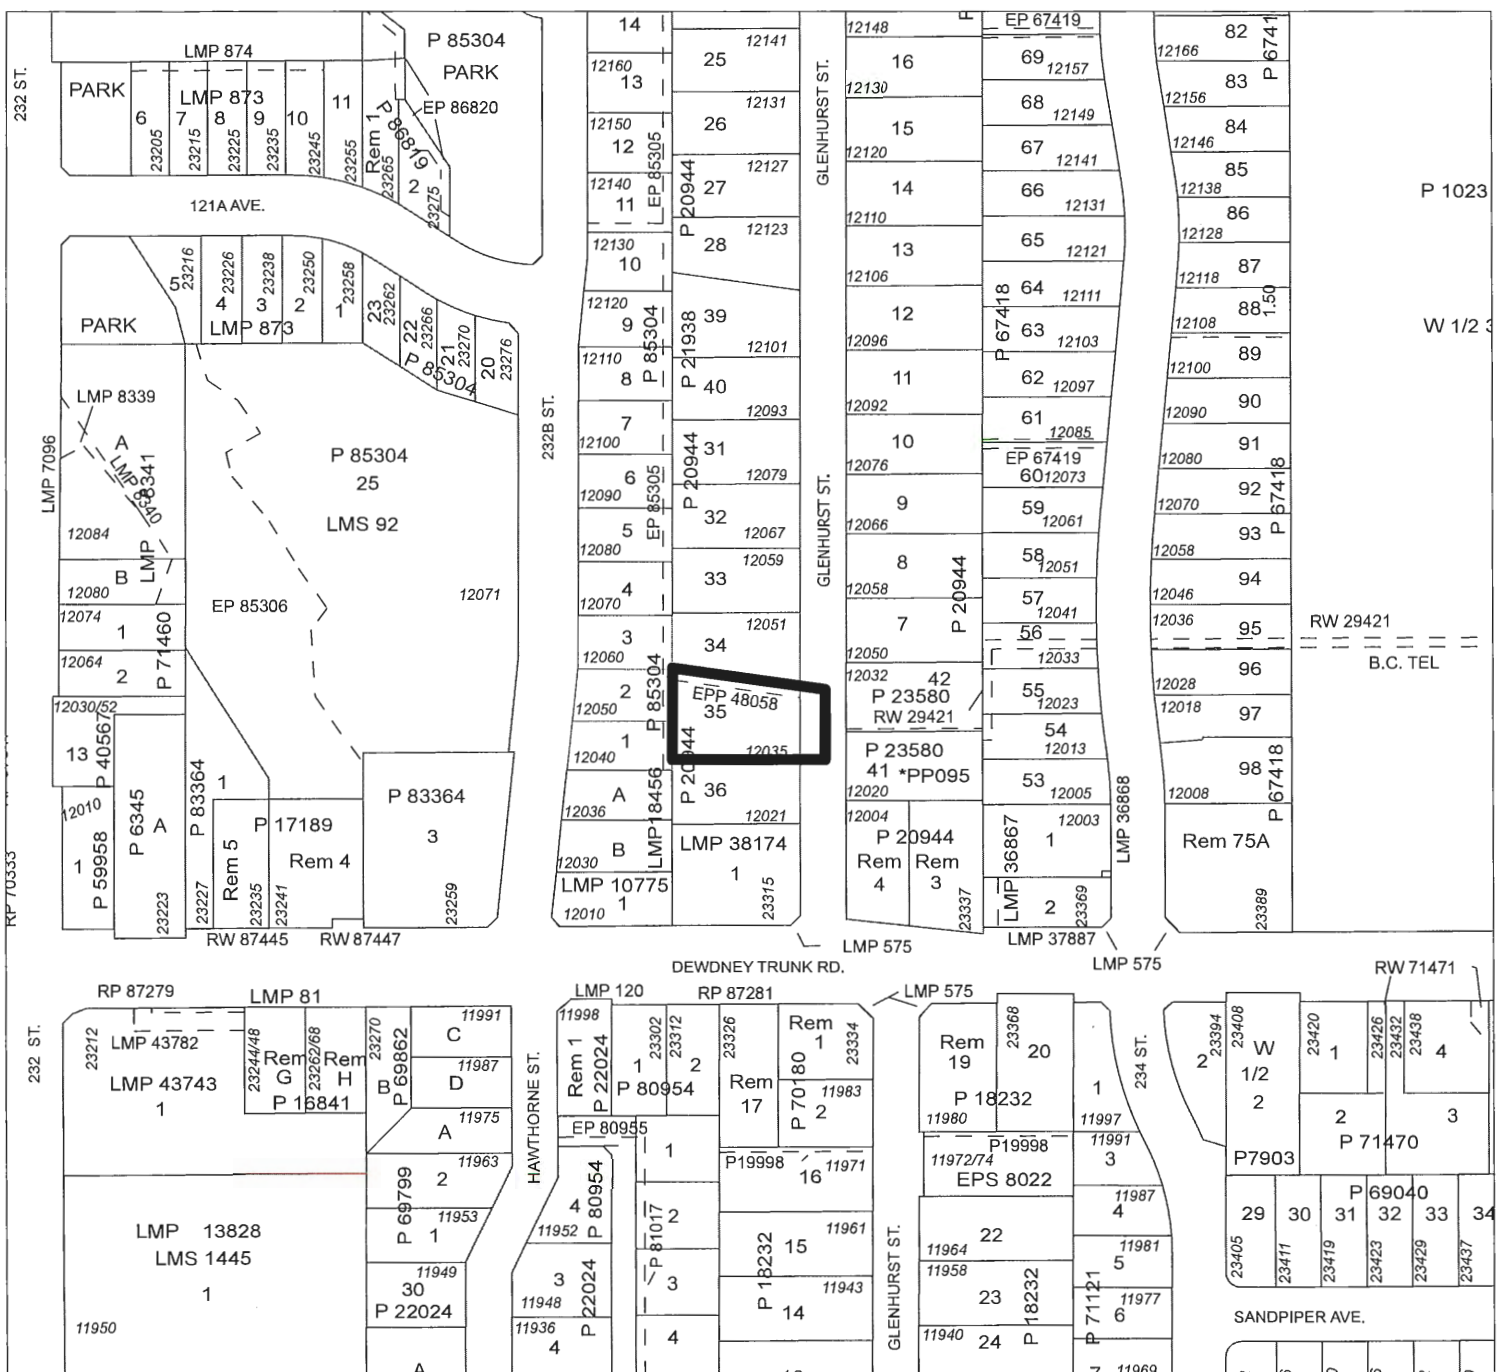 232 ST.
LMP 874
P 85304
PARK
PARK
LMP 873
6
7
8
9
10
11
23205
23215
23225
23235
23245
23255
Rem 1
P 86819
23265
2
23275
EP 86820
121A AVE.
PARK
5
23216
4
23226
3
23238
2
23250
1
23258
LMP 873
23
23262
22
23266
21
23270
20
23276
P 85304
LMP 8339
LMP 7096
A
LMP 8340
LMP 8341
12084
B
12080
12074
1
12064
2
P 71460
12030/52
13
P 40567
12010
1
P 59958
RP 70333
P 6345
A
23223
P 83364
1
23227
Rem 5
23235
P 17189
Rem 4
23241
P 83364
3
23259
RW 87445
RW 87447
P 85304
25
LMS 92
EP 85306
12071
232B ST.
14
12160
13
12150
12
12140
11
EP 85305
12130
10
12120
9
12110
8
P 85304
7
12100
6
12090
5
12080
EP 85305
4
12070
3
12060
2
12050
P 85304
1
12040
A
12036
B
12030
LMP18456
LMP 10775
1
12010
12141
25
12131
26
12127
27
P 20944
12123
28
39
12101
P 21938
40
12093
31
12079
P 20944
32
12067
12059
33
12051
34
EPP 48058
35
12035
P 20944
36
12021
LMP 38174
1
23315
GLENHURST ST.
GLENHURST ST.
12148
16
12130
15
12120
14
12110
13
12106
12
12096
11
12092
10
12076
9
12066
8
12058
7
P 20944
12050
12032
42
P 23580
RW 29421
P 23580
41
*PP095
12020
12004
P 20944
Rem
4
Rem
3
23337
EP 67419
69
12157
68
12149
67
12141
66
12131
65
12121
64
12111
63
12103
P 67418
62
12097
61
12085
EP 67419
60
12073
59
12061
58
12051
57
12041
56
12033
55
12023
54
12013
53
12005
12003
1
LMP 36867
2
23369
LMP 37887
LMP 36868
82
12166
P 6741
83
12156
84
12146
85
12138
86
12128
87
12118
88
1.50
12108
89
12100
90
12090
91
12080
92
12070
P 67418
93
12058
94
12046
12036
95
96
12028
12018
97
98
12008
P 67418
Rem 75A
23389
P 1023
W 1/2
RW 29421
B.C. TEL
LMP 575
LMP 575
DEWDNEY TRUNK RD.
232 ST.
RP 87279
LMP 81
23212
LMP 43782
LMP 43743
1
23244/48
Rem
G
23262/68
Rem
H
P 16841
23270
B
P 69862
C
11991
D
11987
A
11975
2
11963
P 69799
1
11953
11949
30
P 22024
A
LMP 13828
LMS 1445
1
11950
HAWTHORNE ST.
LMP 120
11998
Rem 1
P 22024
1
23302
2
23312
P 80954
RP 87281
EP 80955
4
P 80954
11952
3
11948
P 22024
11936
4
1
2
P 81017
3
4
23326
Rem
17
Rem
1
23334
P 70180
2
11983
P19998
16
11971
15
11961
P 18232
14
11943
GLENHURST ST.
LMP 575
Rem
19
23368
20
P 18232
11980
P19998
11972/74
EPS 8022
22
11964
11958
23
P 18232
11940
24
234 ST.
1
11997
11991
3
11987
4
11981
5
P 71121
11977
6
11969
2
23394
23408
W
1/2
2
P7903
RW 71471
23420
1
23426
23432
23438
4
2
3
P 71470
P 69040
29
30
31
32
33
34
23405
23411
23419
23423
23429
23437
SANDPIPER AVE.